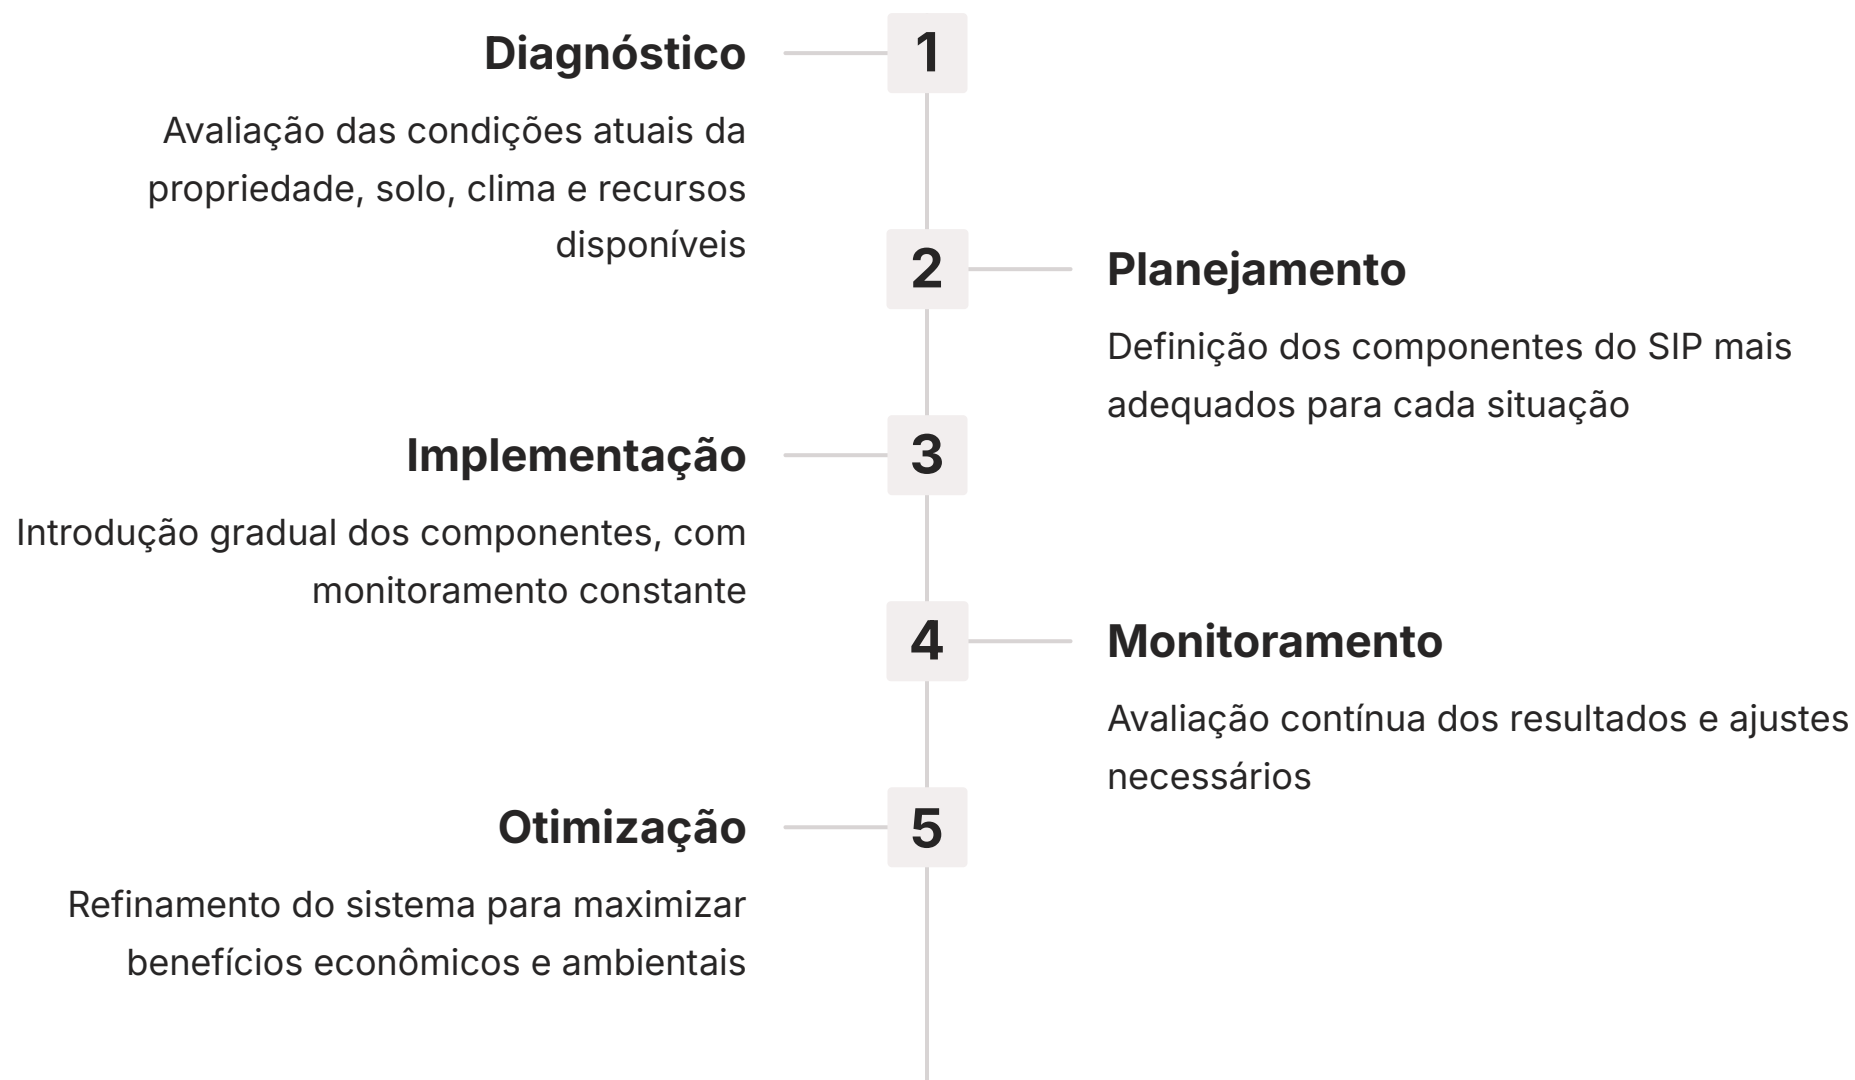 Diagnóstico
1
Avaliação das condições atuais da
propriedade, solo, clima e recursos
disponíveis
2
Planejamento
Definição dos componentes do SIP mais
adequados para cada situação
Implementação
3
Introdução gradual dos componentes, com
monitoramento constante
4
Monitoramento
Avaliação contínua dos resultados e ajustes
necessários
Otimização
5
Refinamento do sistema para maximizar
benefícios econômicos e ambientais